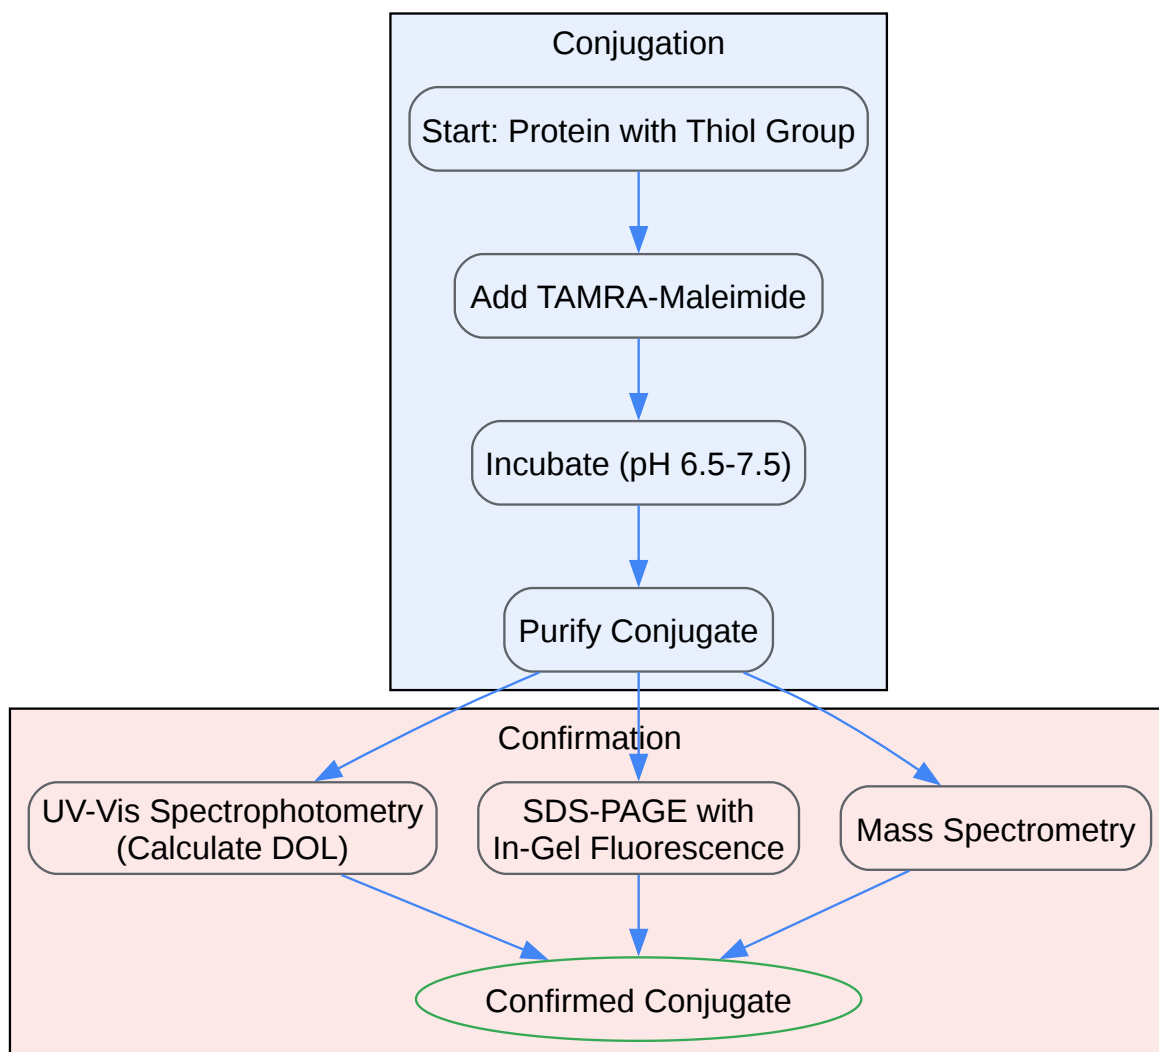 Conjugation
Start: Protein with Thiol Group
Add TAMRA-Maleimide
Incubate (pH 6.5-7.5)
Purify Conjugate
Confirmation
UV-Vis Spectrophotometry
(Calculate DOL)
SDS-PAGE with
In-Gel Fluorescence
Mass Spectrometry
Confirmed Conjugate